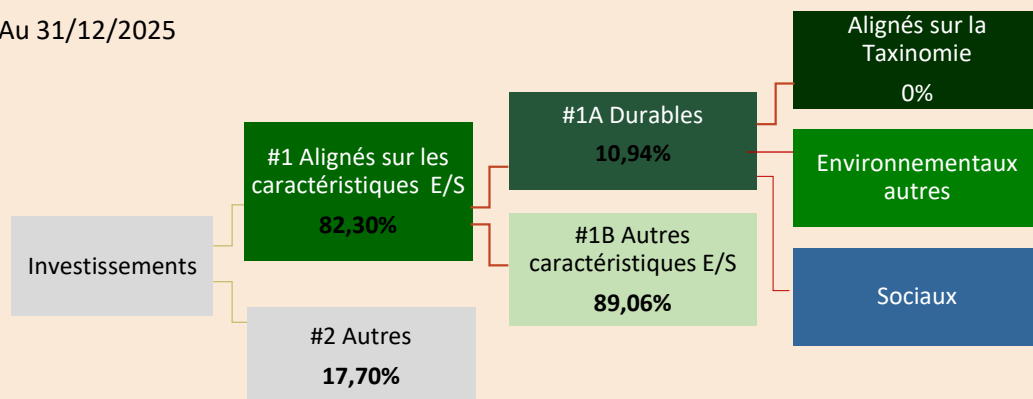 Au 31/12/2025
Investissements
#1 Alignés sur les
caractéristiques E/S
82,30%
#2 Autres
17,70%
#1A Durables
10,94%
#1B Autres
caractéristiques E/S
89,06%
Alignés sur la
Taxinomie
0%
Environnementaux
autres
Sociaux